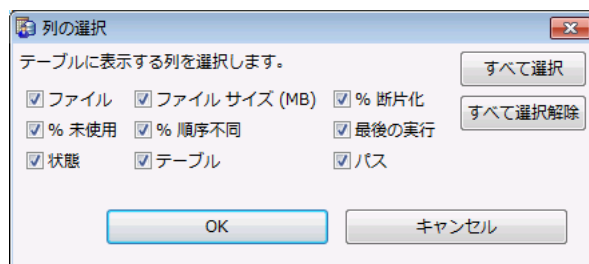 列の選択
テーブルに表示する列を選択します。
すべて選択
ファイル ファイル サイズ (MB) % 断片化
すべて選択解除
% 未使用 % 順序不同 最後の実行
状態 テーブル パス
OK キャンセル